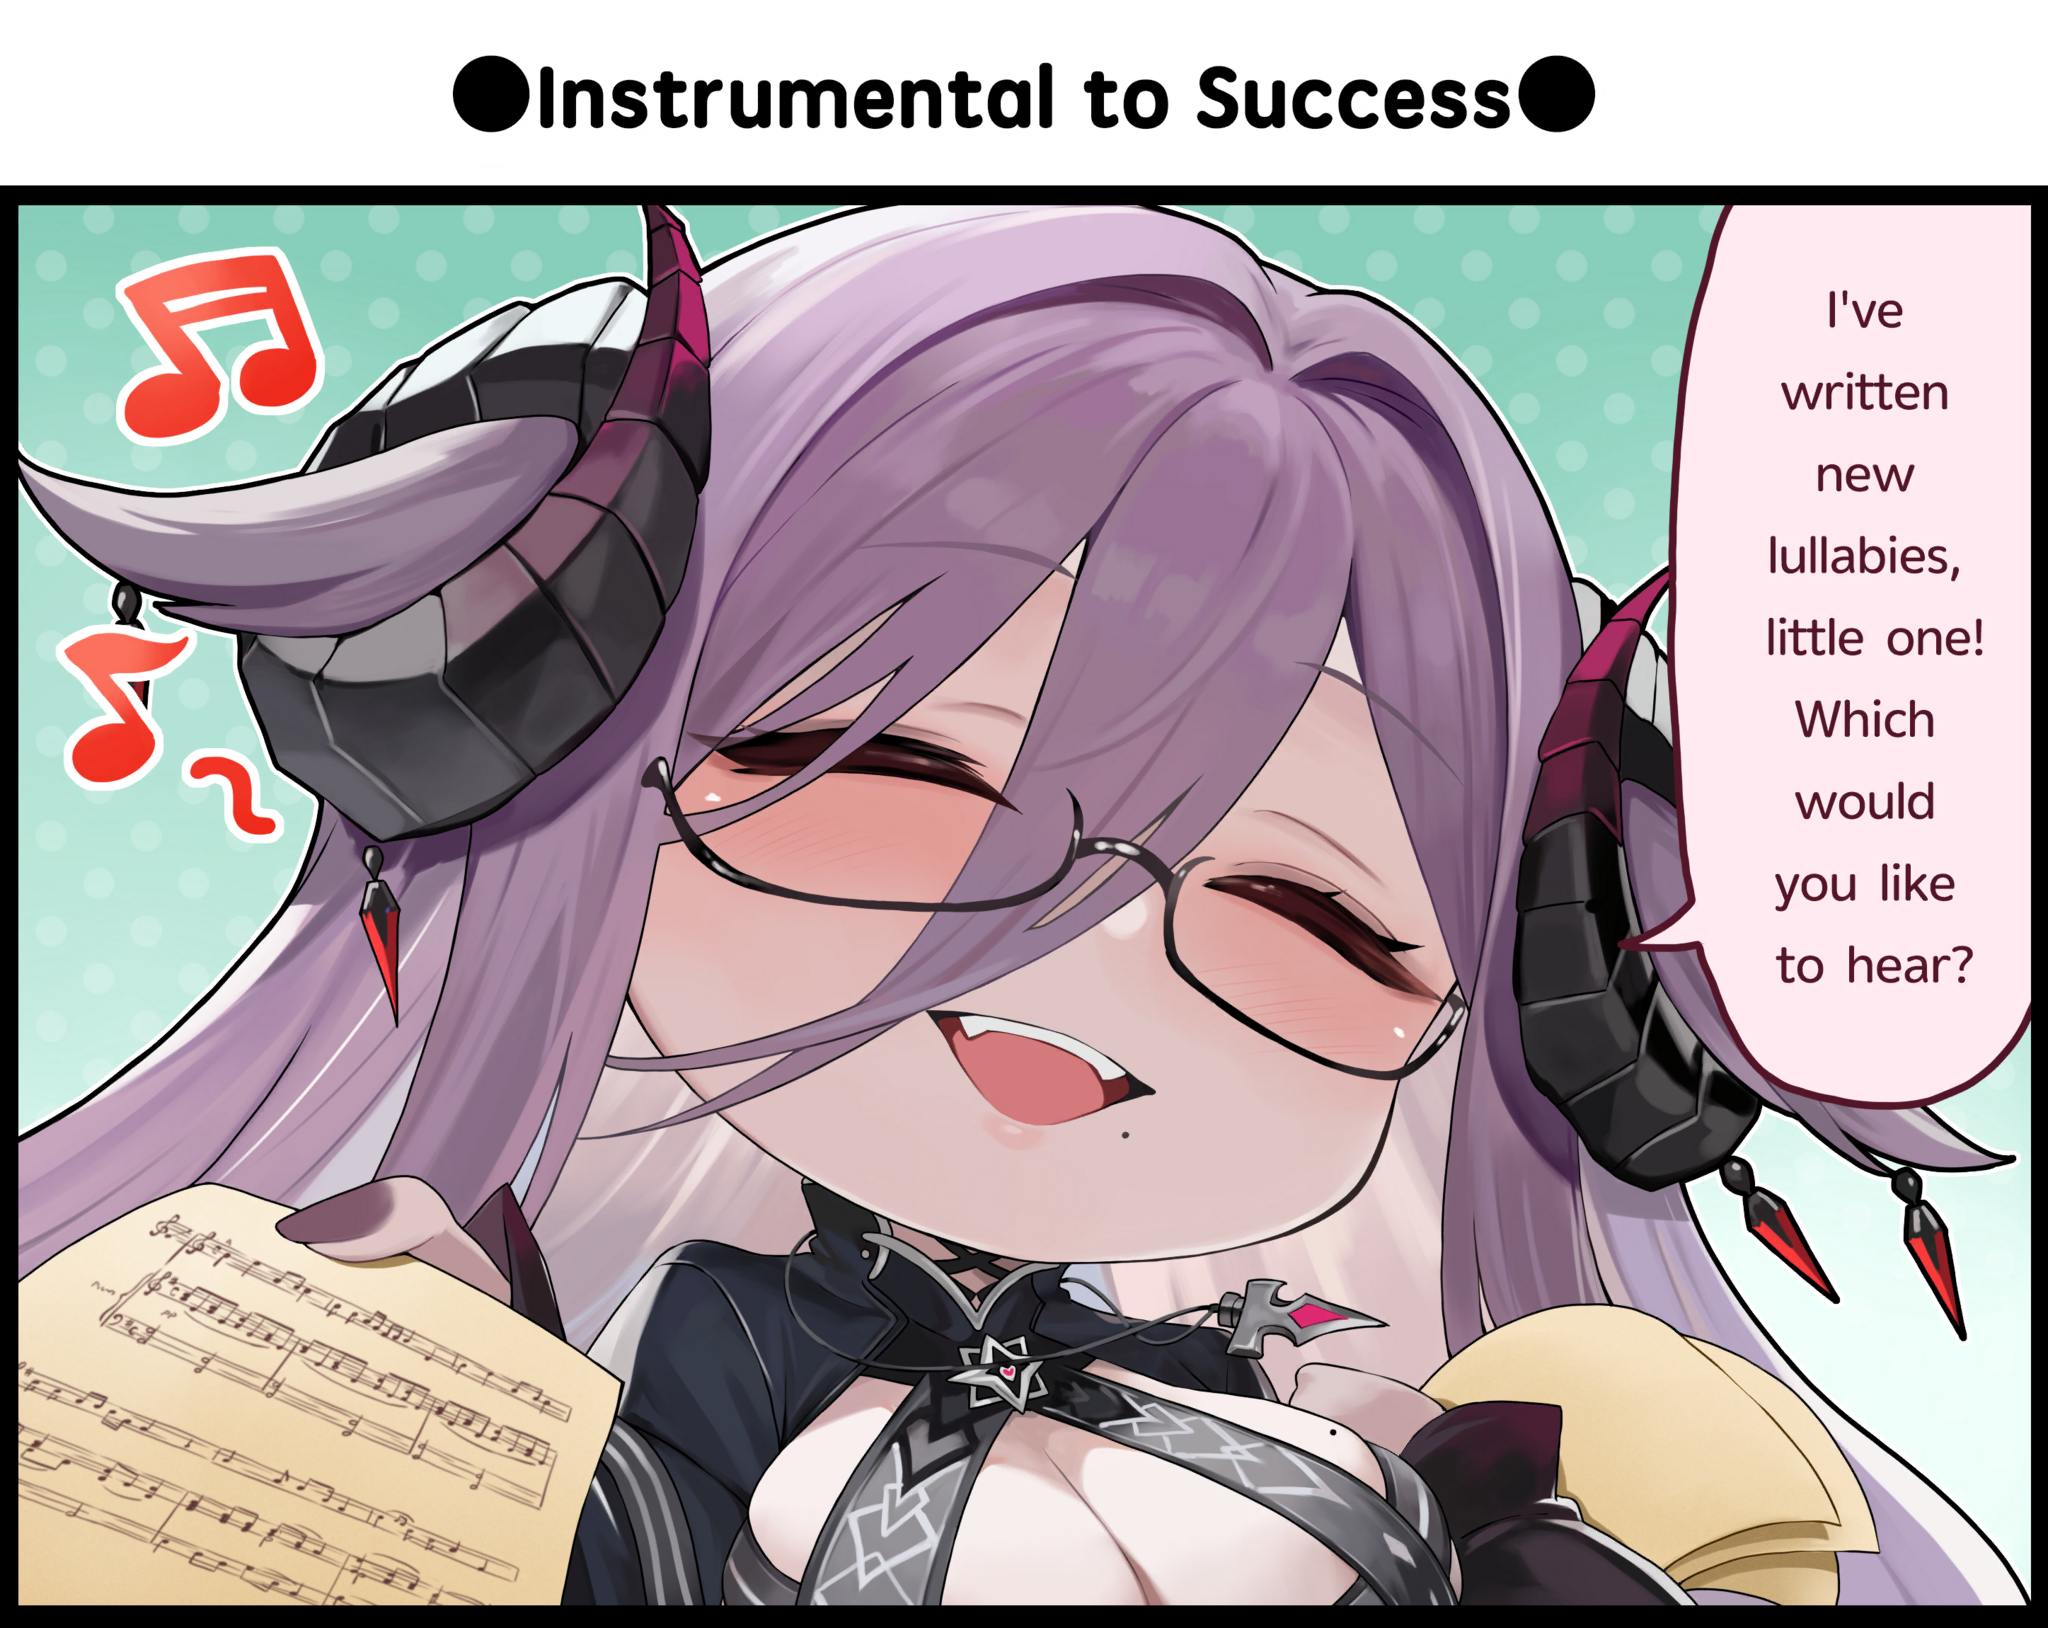 ●Instrumental to Success●
I've
written
new
lullabies,
little one!
Which
would
you like
to hear?